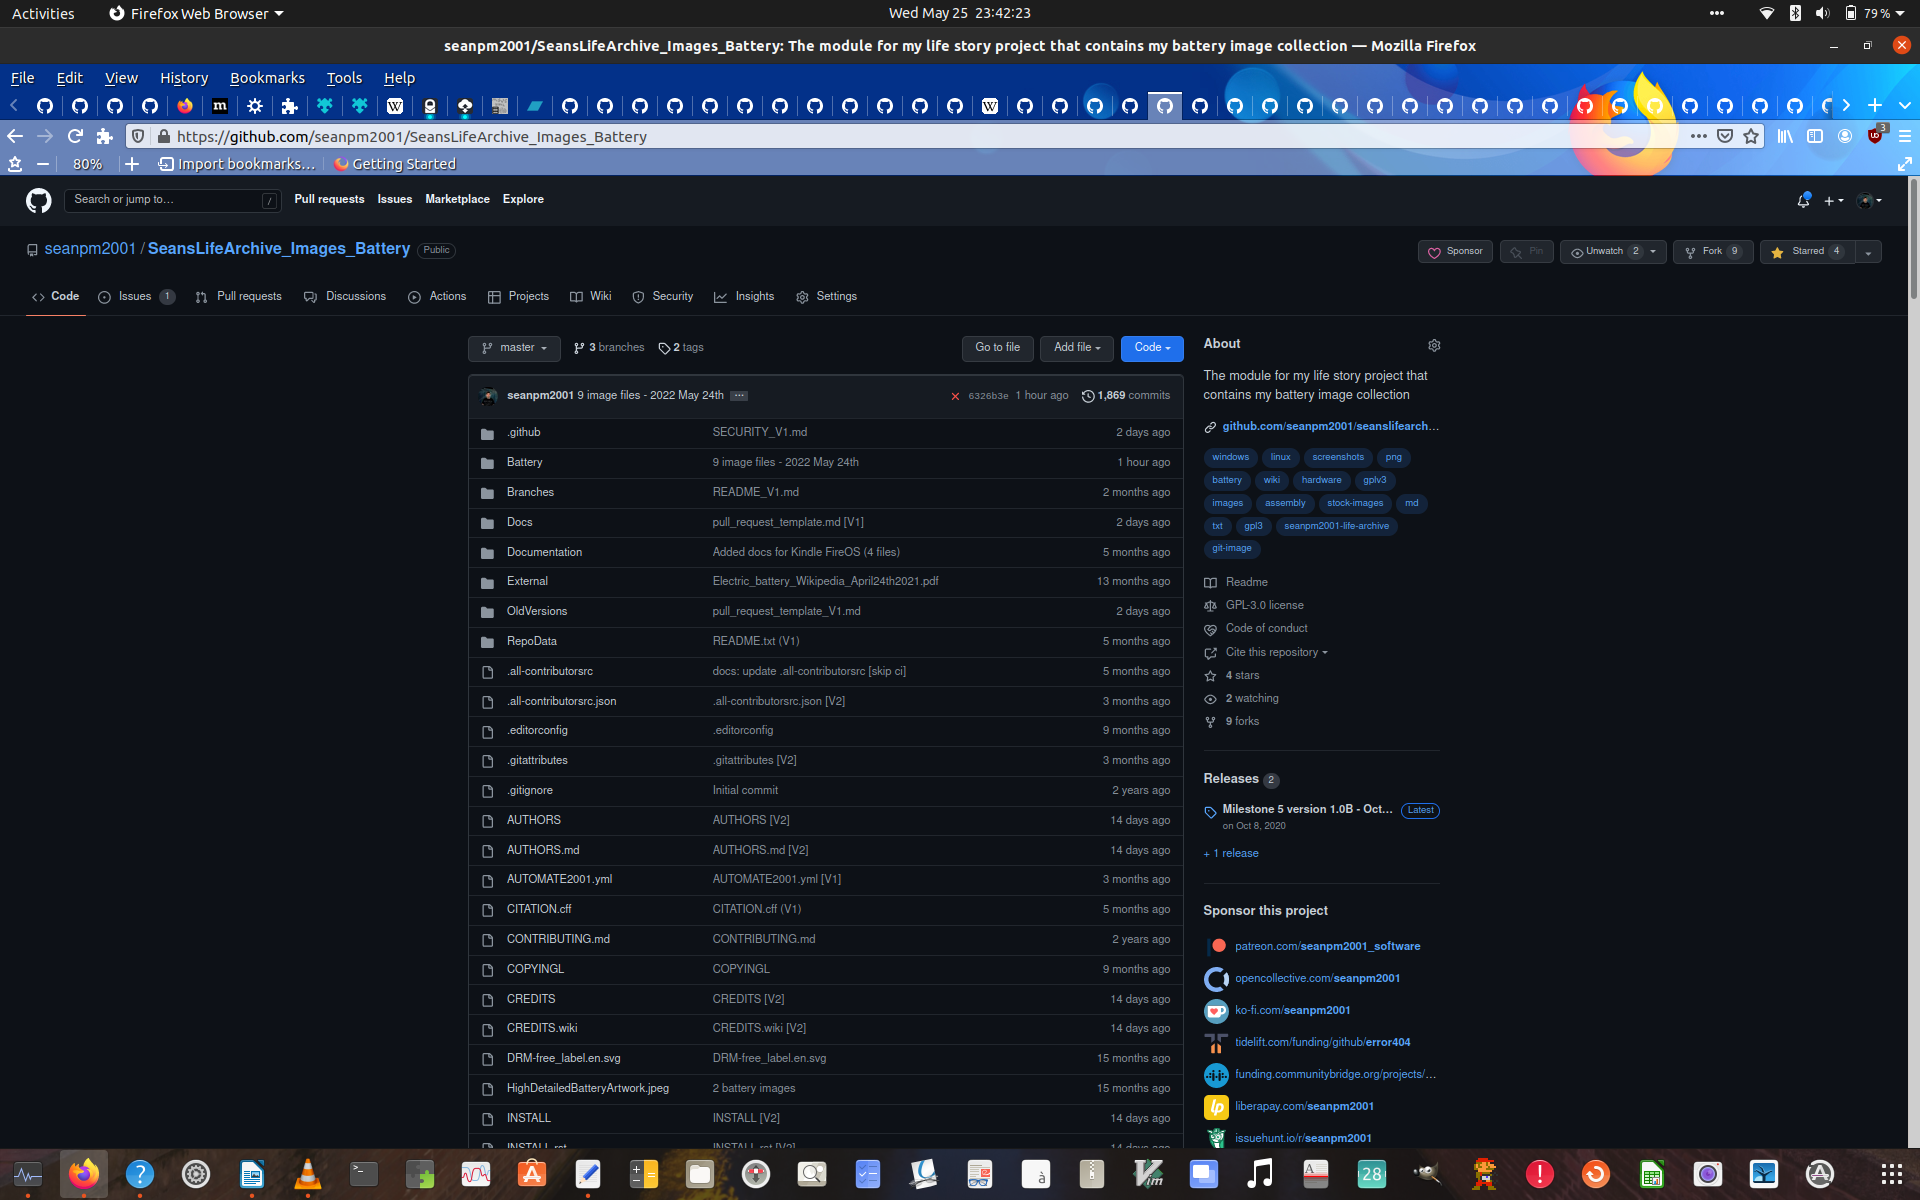 Activities Firefox Web Browser Wed May 25 23:42:23 79 %
seanpm2001/SeansLifeArchive_Images_Battery: The module for my life story project that contains my battery image collection — Mozilla Firefox
File Edit View History Bookmarks Tools Help
https://github.com/seanpm2001/SeansLifeArchive_Images_Battery 3
80% Import bookmarks... Getting Started
Search or jump to... / Pull requests Issues Marketplace Explore
seanpm2001 / SeansLifeArchive_Images_Battery Public Sponsor Pin Unwatch 2 Fork 9 Starred 4
Code Issues 1 Pull requests Discussions Actions Projects Wiki Security Insights Settings
master 3 branches 2 tags Go to file Add file Code
seanpm2001 9 image files - 2022 May 24th ... 6326b3e 1 hour ago 1,869 commits
.github SECURITY_V1.md 2 days ago
Battery 9 image files - 2022 May 24th 1 hour ago
Branches README_V1.md 2 months ago
Docs pull_request_template.md [V1] 2 days ago
Documentation Added docs for Kindle FireOS (4 files) 5 months ago
External Electric_battery_Wikipedia_April24th2021.pdf 13 months ago
OldVersions pull_request_template_V1.md 2 days ago
RepoData README.txt (V1) 5 months ago
.all-contributorsrc docs: update .all-contributorsrc [skip ci] 5 months ago
.all-contributorsrc.json .all-contributorsrc.json [V2] 3 months ago
.editorconfig .editorconfig 9 months ago
.gitattributes .gitattributes [V2] 3 months ago
.gitignore Initial commit 2 years ago
AUTHORS AUTHORS [V2] 14 days ago
AUTHORS.md AUTHORS.md [V2] 14 days ago
AUTOMATE2001.yml AUTOMATE2001.yml [V1] 3 months ago
CITATION.cff CITATION.cff (V1) 5 months ago
CONTRIBUTING.md CONTRIBUTING.md 2 years ago
COPYINGL COPYINGL 9 months ago
CREDITS CREDITS [V2] 14 days ago
CREDITS.wiki CREDITS.wiki [V2] 14 days ago
DRM-free_label.en.svg DRM-free_label.en.svg 15 months ago
HighDetailedBatteryArtwork.jpeg 2 battery images 15 months ago
INSTALL INSTALL [V2] 14 days ago
INSTALL.rst INSTALL.rst [V2] 14 days ago
About
The module for my life story project that
contains my battery image collection
github.com/seanpm2001/seanslifearch...
windows linux screenshots png
battery wiki hardware gplv3
images assembly stock-images md
txt gpl3 seanpm2001-life-archive
git-image
Readme
GPL-3.0 license
Code of conduct
Cite this repository
4 stars
2 watching
9 forks
Releases 2
Milestone 5 version 1.0B - Oct... Latest
on Oct 8, 2020
+ 1 release
Sponsor this project
patreon.com/seanpm2001_software
opencollective.com/seanpm2001
ko-fi.com/seanpm2001
tidelift.com/funding/github/error404
funding.communitybridge.org/projects/...
liberapay.com/seanpm2001
issuehunt.io/r/seanpm2001
28